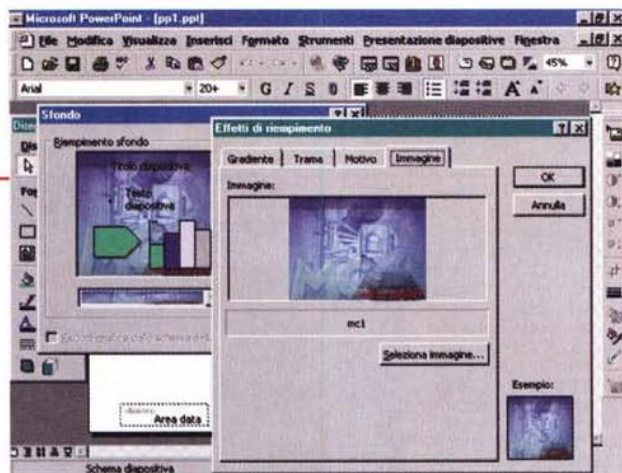 Microsoft PowerPoint - [pp1.ppt]
File Modifica Visualizza Inserisci Formato Strumenti Presentazione diapositive Finestra ?
45%
Arial 20+ G I S
Sfondo
Riempimento sfondo
Titolo diapositiva
Testo
diapositiva
Effetti di riempimento
Gradiente Trama Motivo Immagine
Immagine:
mc1
Seleziona immagine...
OK
Annulla
Esempio:
Area data
Schema diapositiva